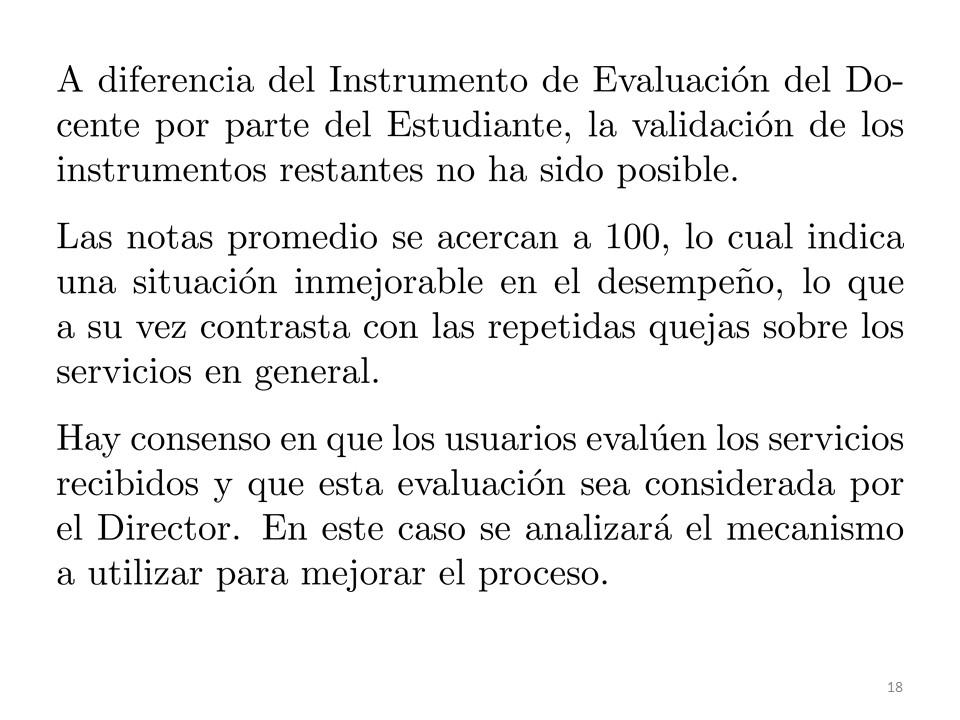 A diferencia del Instrumento de Evaluación del Do-
cente por parte del Estudiante, la validación de los
instrumentos restantes no ha sido posible.
Las notas promedio se acercan a 100, lo cual indica
una situación inmejorable en el desempeño, lo que
a su vez contrasta con las repetidas quejas sobre los
servicios en general.
Hay consenso en que los usuarios evalúen los servicios
recibidos y que esta evaluación sea considerada por
el Director. En este caso se analizará el mecanismo
a utilizar para mejorar el proceso.
18